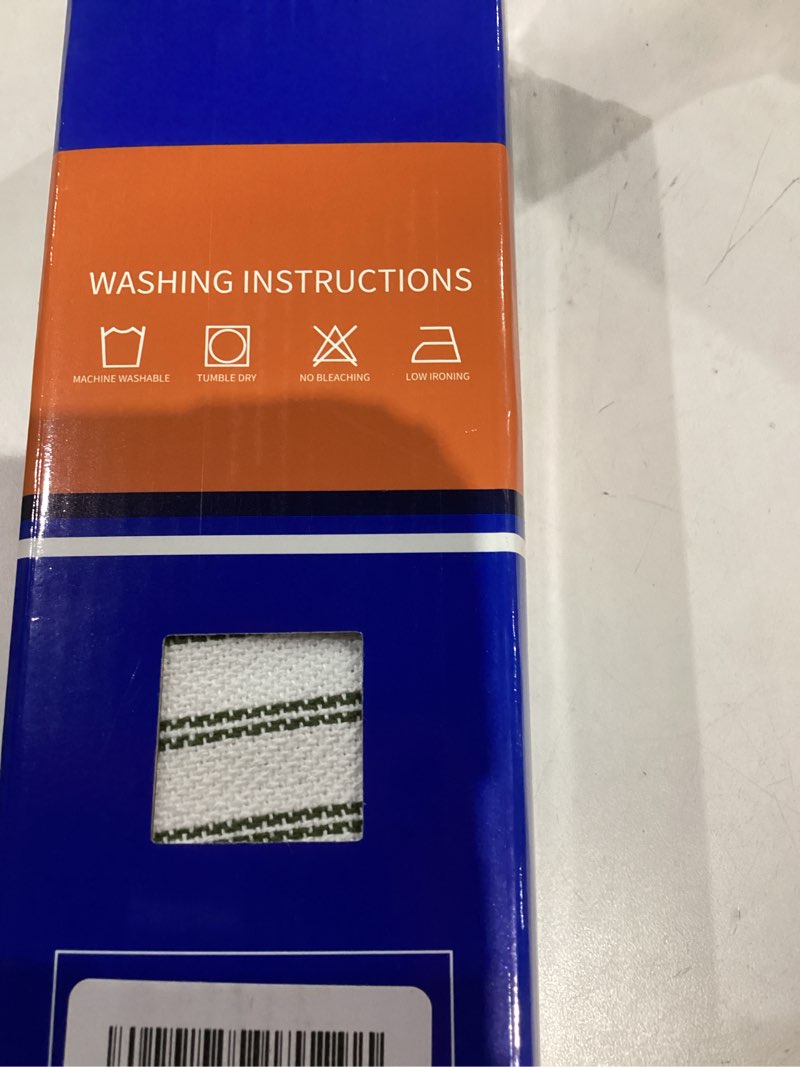 WASHING INSTRUCTIONS
MACHINE WASHABLE TUMBLE DRY NO BLEACHING LOW IRONING